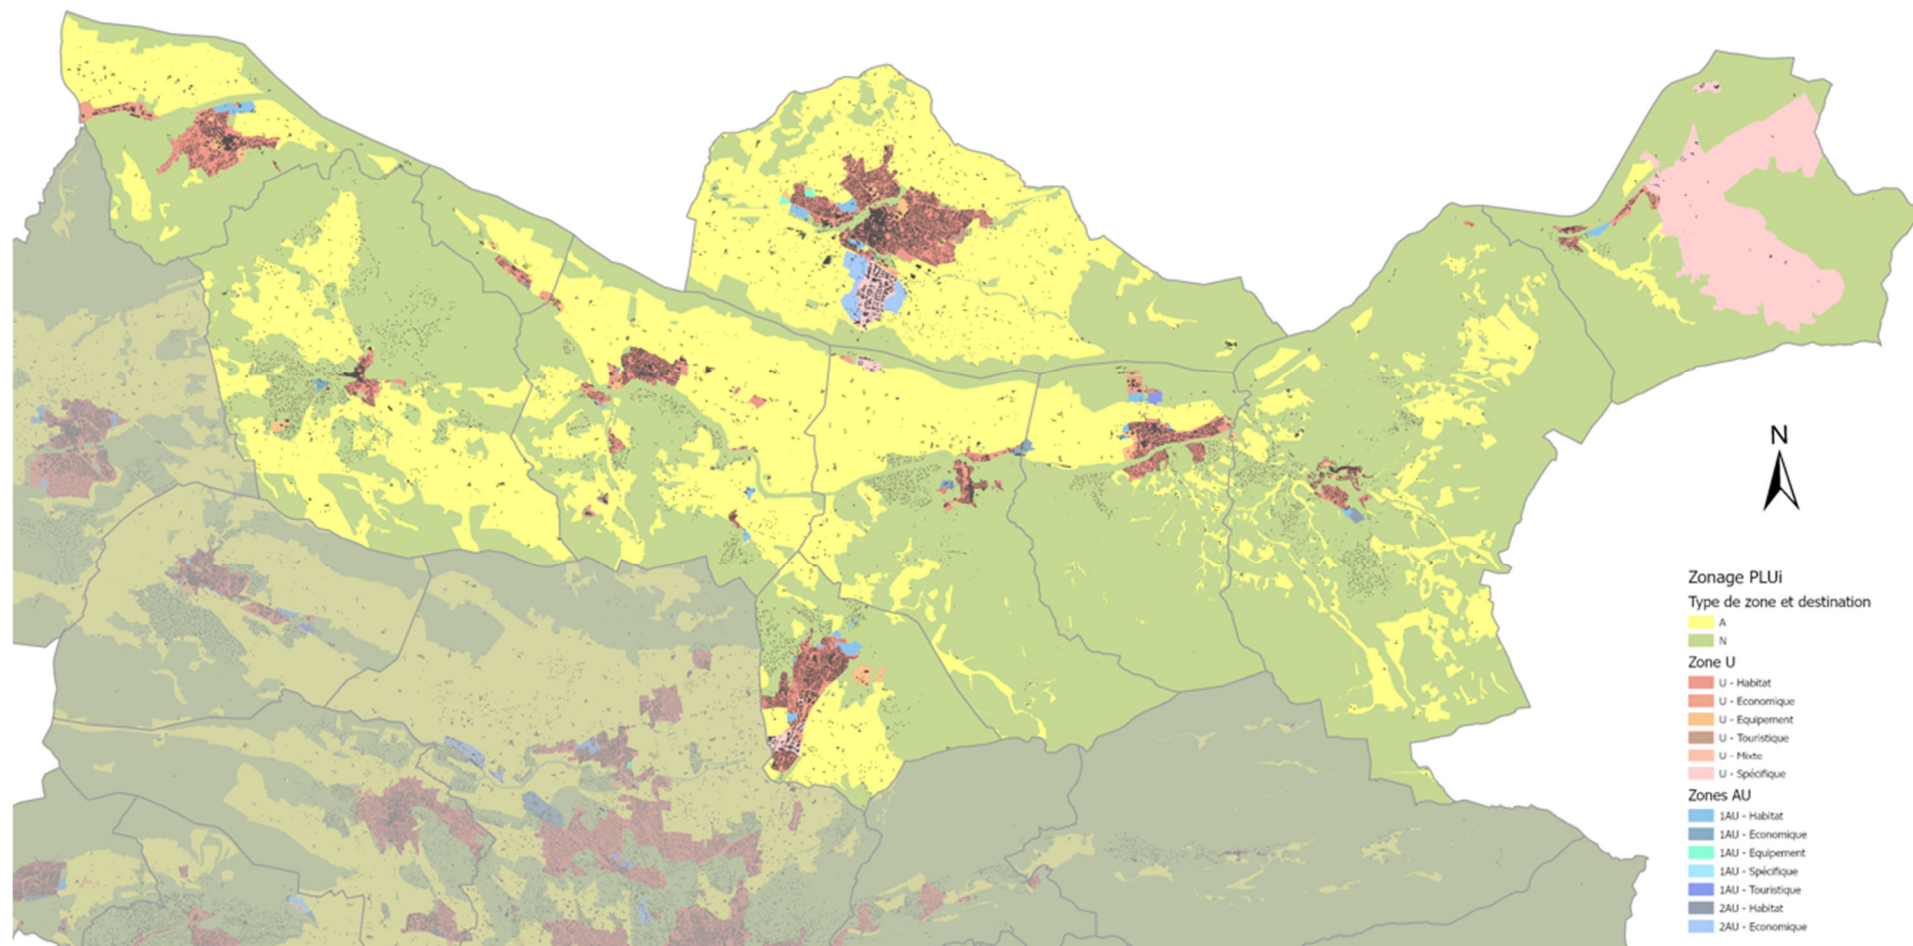 N
Zonage PLUi
Type de zone et destination
A
N
Zone U
U - Habitat
U - Economique
U - Equipement
U - Touristique
U - Mixte
U - Spécifique
Zones AU
1AU - Habitat
1AU - Economique
1AU - Equipement
1AU - Spécifique
1AU - Touristique
2AU - Habitat
2AU - Economique